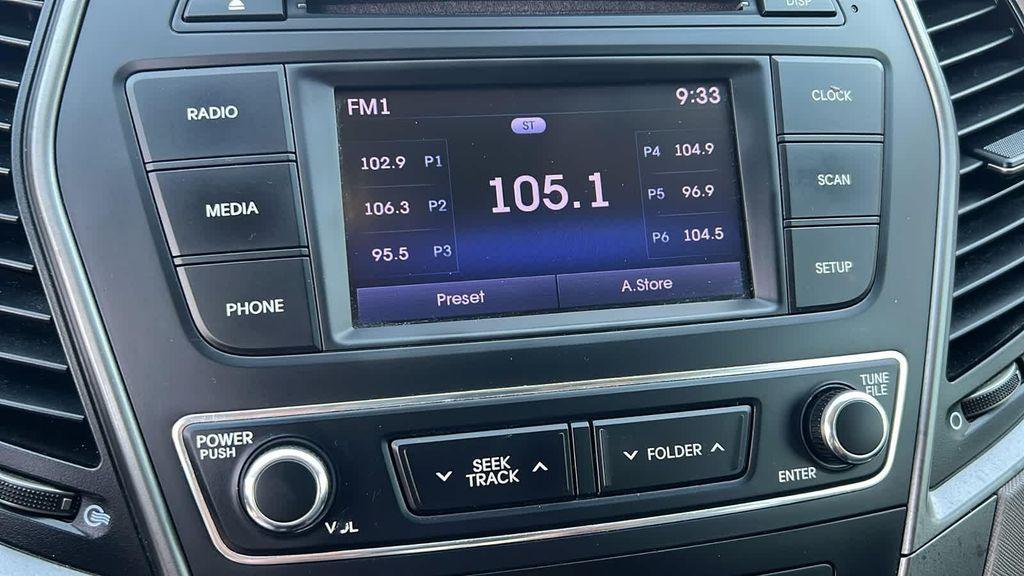 DISP
RADIO
MEDIA
PHONE
FM1
9:33
ST
102.9 P1
106.3 P2
95.5 P3
105.1
P4 104.9
P5 96.9
P6 104.5
Preset
A.Store
CLOCK
SCAN
SETUP
POWER
PUSH
VOL
SEEK
TRACK
FOLDER
TUNE
FILE
ENTER
0